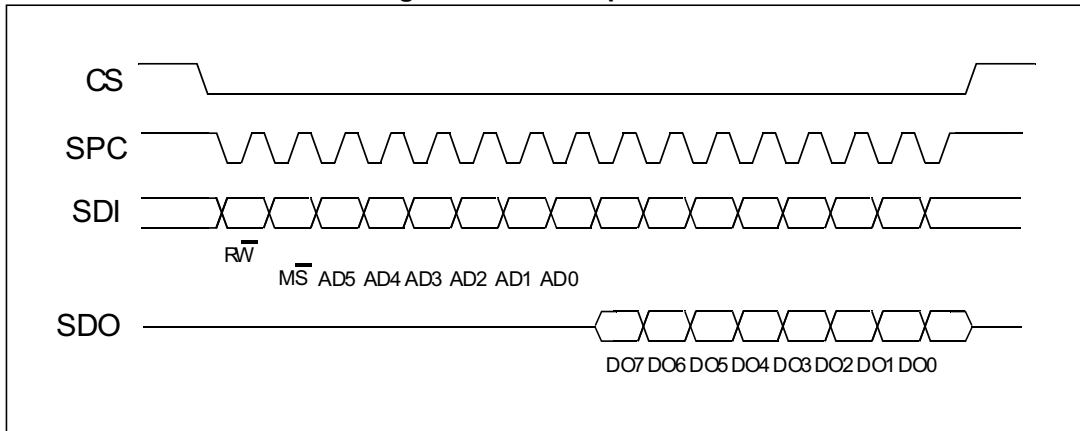 CS
SPC
SDI
RW
MS AD5 AD4 AD3 AD2 AD1 AD0
SDO
DO7 DO6 DO5 DO4 DO3 DO2 DO1 DO0